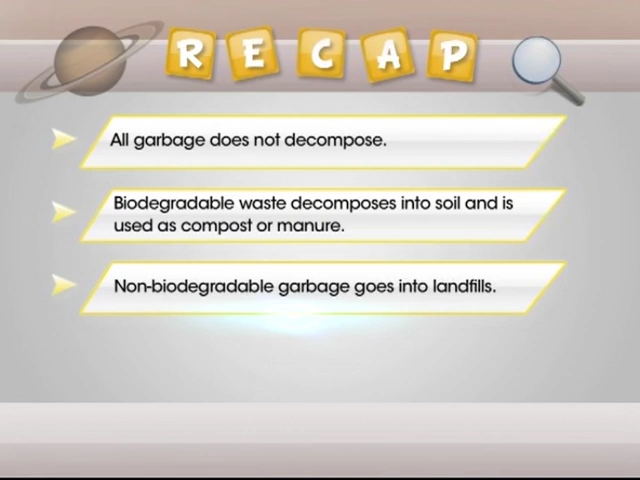 RECAP
All garbage does not decompose.
Biodegradable waste decomposes into soil and is
used as compost or manure.
Non-biodegradable garbage goes into landfills.